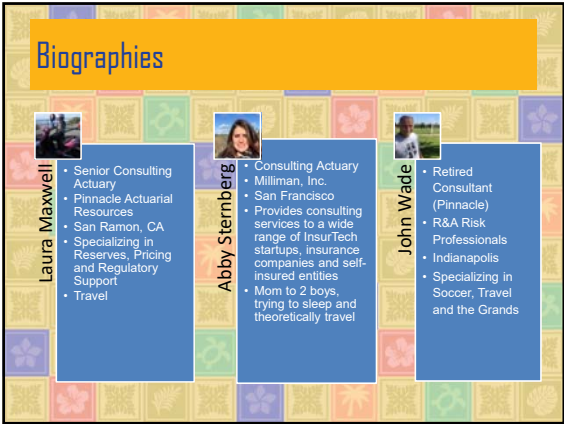 Biographies
Laura Maxwell
• Senior Consulting
Actuary
• Pinnacle Actuarial
Resources
• San Ramon, CA
• Specializing in
Reserves, Pricing
and Regulatory
Support
• Travel
Abby Sternberg
• Consulting Actuary
• Milliman, Inc.
• San Francisco
• Provides consulting
services to a wide
range of InsurTech
startups, insurance
companies and self-
insured entities
• Mom to 2 boys,
trying to sleep and
theoretically travel
John Wade
• Retired
Consultant
(Pinnacle)
• R&A Risk
Professionals
• Indianapolis
• Specializing in
Soccer, Travel
and the Grands